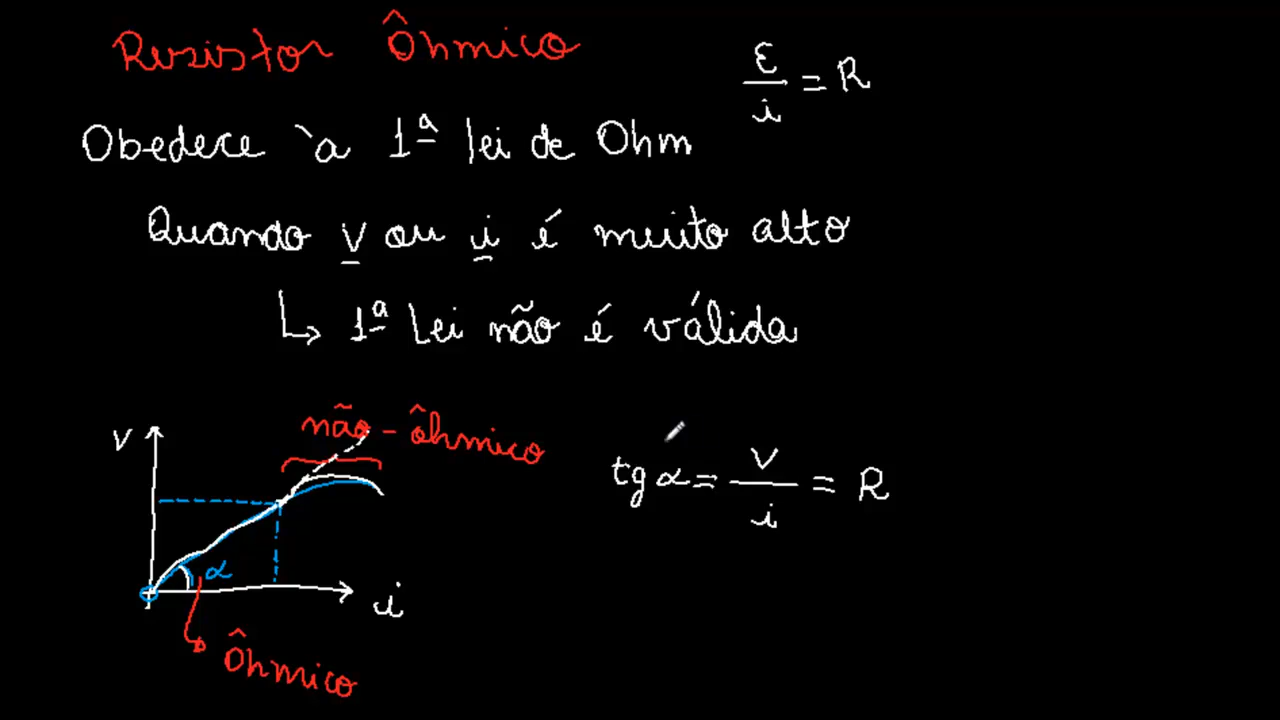 Resistor Ôhmico
ε/i = R
Obedece à 1ª lei de Ohm
Quando v ou i é muito alto
↳ 1ª Lei não é válida
não-ôhmico
v
tg α = v/i = R
α
i
Ôhmico